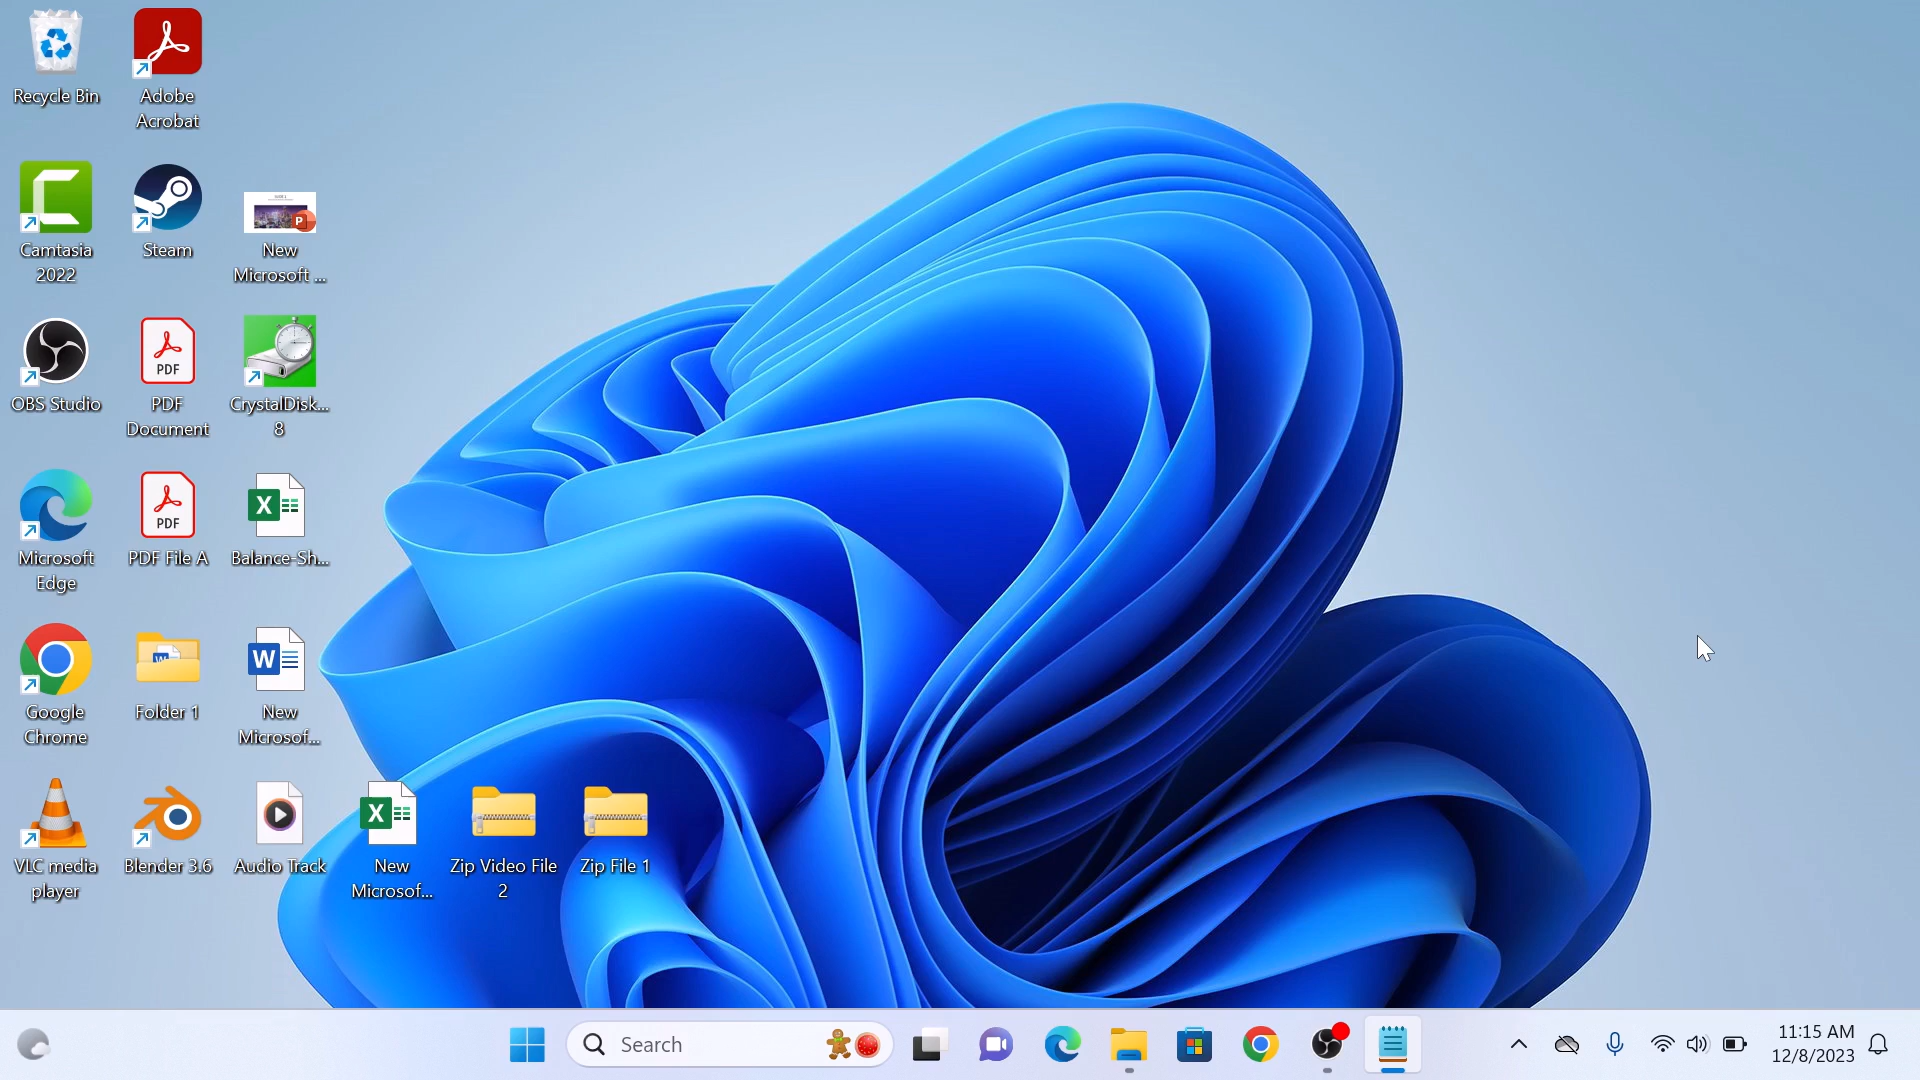 Recycle Bin
Adobe
Acrobat
Camtasia
2022
Steam
New
Microsoft ...
OBS Studio
PDF
PDF
Document
CrystalDisk...
8
Microsoft
Edge
PDF
PDF File A
X
Balance-Sh...
Google
Chrome
Folder 1
W
New
Microsof...
VLC media
player
Blender 3.6
Audio Track
X
New
Microsof...
Zip Video File
2
Zip File 1
Search
11:15 AM
12/8/2023